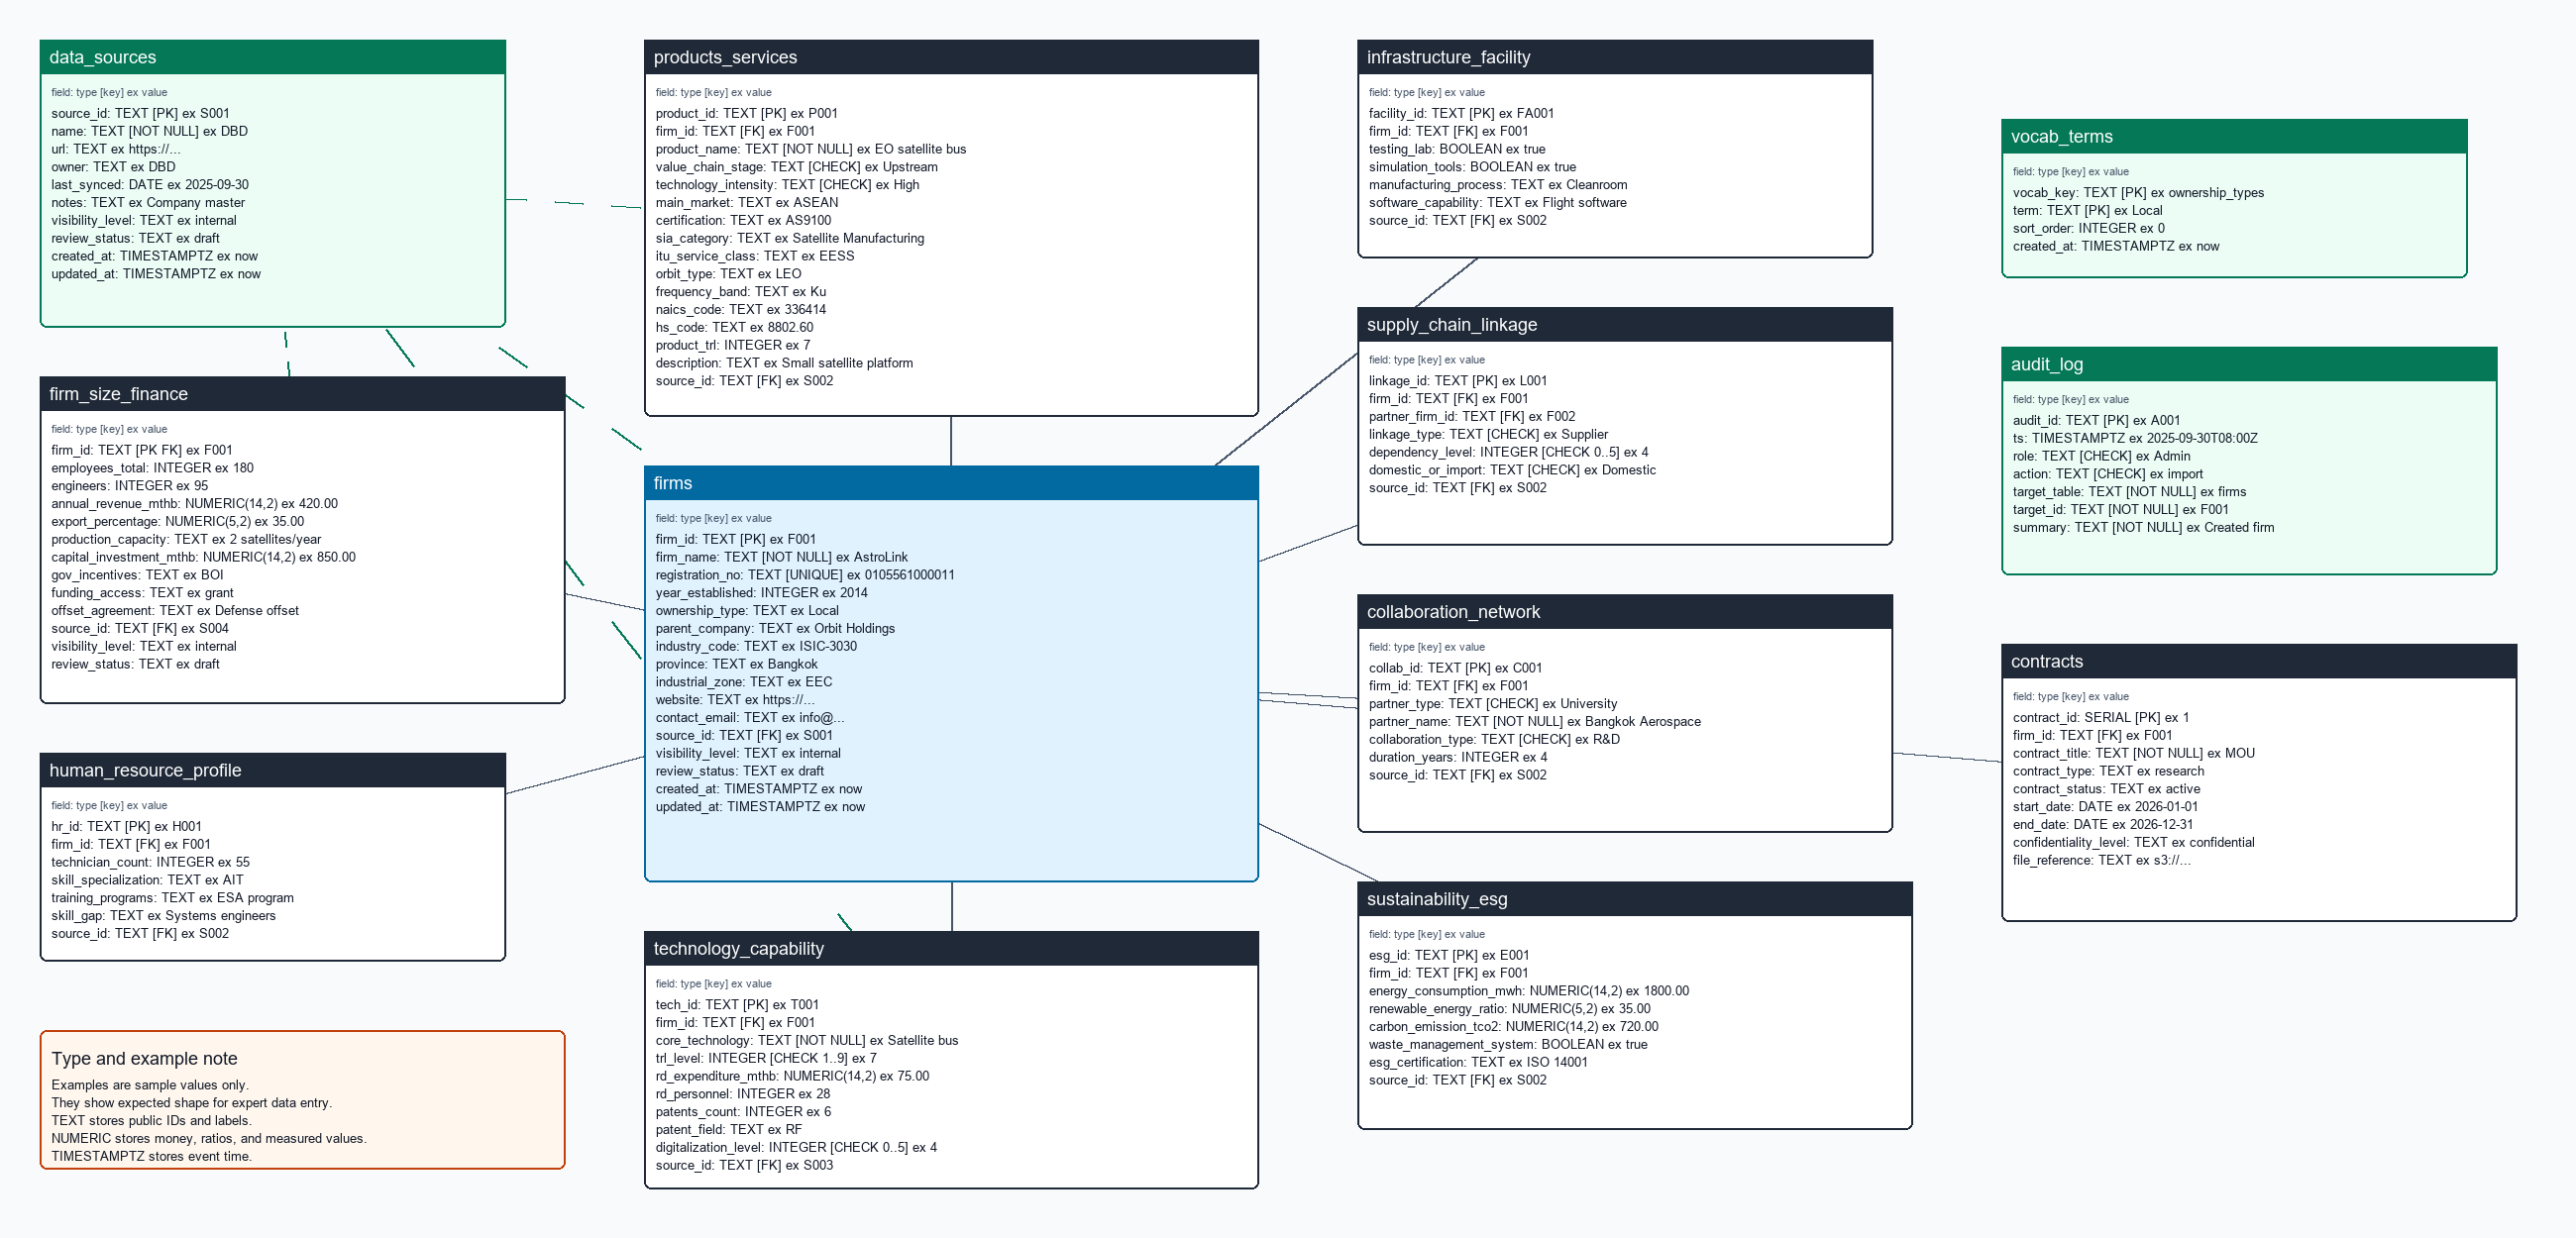 data_sources
field: type [key] ex value
source_id: TEXT [PK] ex S001
name: TEXT [NOT NULL] ex DBD
url: TEXT ex https://...
owner: TEXT ex DBD
last_synced: DATE ex 2025-09-30
notes: TEXT ex Company master
visibility_level: TEXT ex internal
review_status: TEXT ex draft
created_at: TIMESTAMPTZ ex now
updated_at: TIMESTAMPTZ ex now
products_services
field: type [key] ex value
product_id: TEXT [PK] ex P001
firm_id: TEXT [FK] ex F001
product_name: TEXT [NOT NULL] ex EO satellite bus
value_chain_stage: TEXT [CHECK] ex Upstream
technology_intensity: TEXT [CHECK] ex High
main_market: TEXT ex ASEAN
certification: TEXT ex AS9100
sia_category: TEXT ex Satellite Manufacturing
itu_service_class: TEXT ex EESS
orbit_type: TEXT ex LEO
frequency_band: TEXT ex Ku
naics_code: TEXT ex 336414
hs_code: TEXT ex 8802.60
product_trl: INTEGER ex 7
description: TEXT ex Small satellite platform
source_id: TEXT [FK] ex S002
infrastructure_facility
field: type [key] ex value
facility_id: TEXT [PK] ex FA001
firm_id: TEXT [FK] ex F001
testing_lab: BOOLEAN ex true
simulation_tools: BOOLEAN ex true
manufacturing_process: TEXT ex Cleanroom
software_capability: TEXT ex Flight software
source_id: TEXT [FK] ex S002
vocab_terms
field: type [key] ex value
vocab_key: TEXT [PK] ex ownership_types
term: TEXT [PK] ex Local
sort_order: INTEGER ex 0
created_at: TIMESTAMPTZ ex now
supply_chain_linkage
field: type [key] ex value
linkage_id: TEXT [PK] ex L001
firm_id: TEXT [FK] ex F001
partner_firm_id: TEXT [FK] ex F002
linkage_type: TEXT [CHECK] ex Supplier
dependency_level: INTEGER [CHECK 0..5] ex 4
domestic_or_import: TEXT [CHECK] ex Domestic
source_id: TEXT [FK] ex S002
audit_log
field: type [key] ex value
audit_id: TEXT [PK] ex A001
ts: TIMESTAMPTZ ex 2025-09-30T08:00Z
role: TEXT [CHECK] ex Admin
action: TEXT [CHECK] ex import
target_table: TEXT [NOT NULL] ex firms
target_id: TEXT [NOT NULL] ex F001
summary: TEXT [NOT NULL] ex Created firm
firm_size_finance
field: type [key] ex value
firm_id: TEXT [PK FK] ex F001
employees_total: INTEGER ex 180
engineers: INTEGER ex 95
annual_revenue_mthb: NUMERIC(14,2) ex 420.00
export_percentage: NUMERIC(5,2) ex 35.00
production_capacity: TEXT ex 2 satellites/year
capital_investment_mthb: NUMERIC(14,2) ex 850.00
gov_incentives: TEXT ex BOI
funding_access: TEXT ex grant
offset_agreement: TEXT ex Defense offset
source_id: TEXT [FK] ex S004
visibility_level: TEXT ex internal
review_status: TEXT ex draft
firms
field: type [key] ex value
firm_id: TEXT [PK] ex F001
firm_name: TEXT [NOT NULL] ex AstroLink
registration_no: TEXT [UNIQUE] ex 0105561000011
year_established: INTEGER ex 2014
ownership_type: TEXT ex Local
parent_company: TEXT ex Orbit Holdings
industry_code: TEXT ex ISIC-3030
province: TEXT ex Bangkok
industrial_zone: TEXT ex EEC
website: TEXT ex https://...
contact_email: TEXT ex info@...
source_id: TEXT [FK] ex S001
visibility_level: TEXT ex internal
review_status: TEXT ex draft
created_at: TIMESTAMPTZ ex now
updated_at: TIMESTAMPTZ ex now
collaboration_network
field: type [key] ex value
collab_id: TEXT [PK] ex C001
firm_id: TEXT [FK] ex F001
partner_type: TEXT [CHECK] ex University
partner_name: TEXT [NOT NULL] ex Bangkok Aerospace
collaboration_type: TEXT [CHECK] ex R&D
duration_years: INTEGER ex 4
source_id: TEXT [FK] ex S002
contracts
field: type [key] ex value
contract_id: SERIAL [PK] ex 1
firm_id: TEXT [FK] ex F001
contract_title: TEXT [NOT NULL] ex MOU
contract_type: TEXT ex research
contract_status: TEXT ex active
start_date: DATE ex 2026-01-01
end_date: DATE ex 2026-12-31
confidentiality_level: TEXT ex confidential
file_reference: TEXT ex s3://...
human_resource_profile
field: type [key] ex value
hr_id: TEXT [PK] ex H001
firm_id: TEXT [FK] ex F001
technician_count: INTEGER ex 55
skill_specialization: TEXT ex AIT
training_programs: TEXT ex ESA program
skill_gap: TEXT ex Systems engineers
source_id: TEXT [FK] ex S002
sustainability_esg
field: type [key] ex value
esg_id: TEXT [PK] ex E001
firm_id: TEXT [FK] ex F001
energy_consumption_mwh: NUMERIC(14,2) ex 1800.00
renewable_energy_ratio: NUMERIC(5,2) ex 35.00
carbon_emission_tco2: NUMERIC(14,2) ex 720.00
waste_management_system: BOOLEAN ex true
esg_certification: TEXT ex ISO 14001
source_id: TEXT [FK] ex S002
technology_capability
field: type [key] ex value
tech_id: TEXT [PK] ex T001
firm_id: TEXT [FK] ex F001
core_technology: TEXT [NOT NULL] ex Satellite bus
trl_level: INTEGER [CHECK 1..9] ex 7
rd_expenditure_mthb: NUMERIC(14,2) ex 75.00
rd_personnel: INTEGER ex 28
patents_count: INTEGER ex 6
patent_field: TEXT ex RF
digitalization_level: INTEGER [CHECK 0..5] ex 4
source_id: TEXT [FK] ex S003
Type and example note
Examples are sample values only.
They show expected shape for expert data entry.
TEXT stores public IDs and labels.
NUMERIC stores money, ratios, and measured values.
TIMESTAMPTZ stores event time.